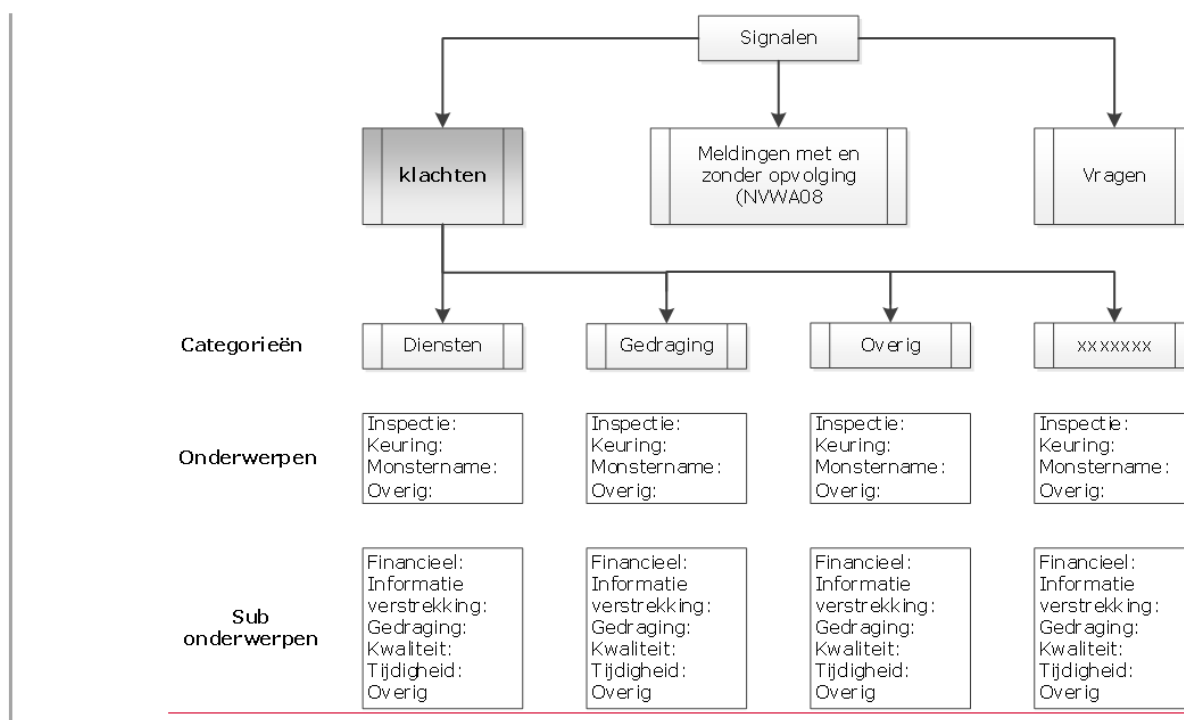 Signalen
klachten
Meldingen met en
zonder opvolging
(NVWA08
Vragen
Categorieën
Diensten
Gedraging
Overig
xxxxxxx
Onderwerpen
Inspectie:
Keuring:
Monstername:
Overig:
Inspectie:
Keuring:
Monstername:
Overig:
Inspectie:
Keuring:
Monstername:
Overig:
Inspectie:
Keuring:
Monstername:
Overig:
Sub
onderwerpen
Financieel:
Informatie
verstrekking:
Gedraging:
Kwaliteit:
Tijdigheid:
Overig
Financieel:
Informatie
verstrekking:
Gedraging:
Kwaliteit:
Tijdigheid:
Overig
Financieel:
Informatie
verstrekking:
Gedraging:
Kwaliteit:
Tijdigheid:
Overig
Financieel:
Informatie
verstrekking:
Gedraging:
Kwaliteit:
Tijdigheid:
Overig